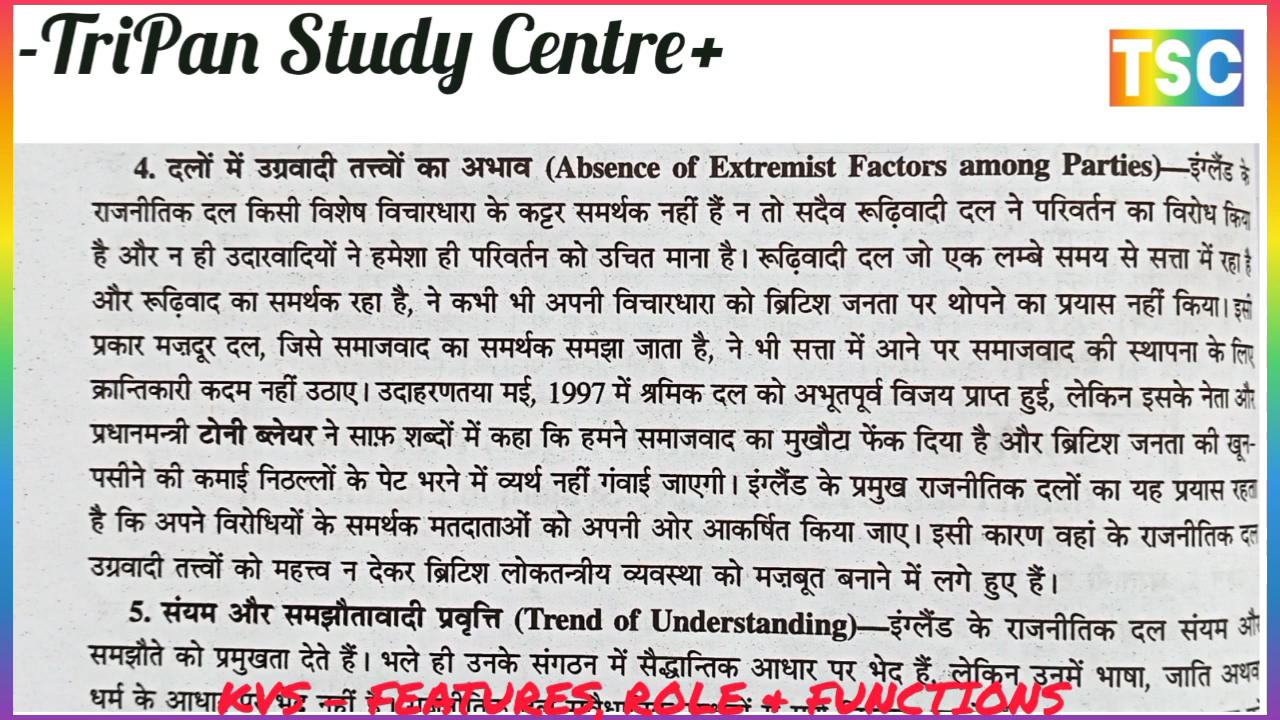 -TriPan Study Centre+
TSC
4. दलों में उग्रवादी तत्त्वों का अभाव (Absence of Extremist Factors among Parties)—इंग्लैंड के
राजनीतिक दल किसी विशेष विचारधारा के कट्टर समर्थक नहीं हैं न तो सदैव रूढ़िवादी दल ने परिवर्तन का विरोध किया
है और न ही उदारवादियों ने हमेशा ही परिवर्तन को उचित माना है। रूढ़िवादी दल जो एक लम्बे समय से सत्ता में रहा है
और रूढ़िवाद का समर्थक रहा है, ने कभी भी अपनी विचारधारा को ब्रिटिश जनता पर थोपने का प्रयास नहीं किया। इसी
प्रकार मज़दूर दल, जिसे समाजवाद का समर्थक समझा जाता है, ने भी सत्ता में आने पर समाजवाद की स्थापना के लिए
क्रान्तिकारी कदम नहीं उठाए। उदाहरणतया मई, 1997 में श्रमिक दल को अभूतपूर्व विजय प्राप्त हुई, लेकिन इसके नेता और
प्रधानमन्त्री टोनी ब्लेयर ने साफ़ शब्दों में कहा कि हमने समाजवाद का मुखौटा फेंक दिया है और ब्रिटिश जनता की खून-
पसीने की कमाई निठल्लों के पेट भरने में व्यर्थ नहीं गंवाई जाएगी। इंग्लैंड के प्रमुख राजनीतिक दलों का यह प्रयास रहता
है कि अपने विरोधियों के समर्थक मतदाताओं को अपनी ओर आकर्षित किया जाए। इसी कारण वहां के राजनीतिक दल
उग्रवादी तत्त्वों को महत्त्व न देकर ब्रिटिश लोकतन्त्रीय व्यवस्था को मज़बूत बनाने में लगे हुए हैं।
5. संयम और समझौतावादी प्रवृत्ति (Trend of Understanding)—इंग्लैंड के राजनीतिक दल संयम और
समझौते को प्रमुखता देते हैं। भले ही उनके संगठन में सैद्धान्तिक आधार पर भेद हैं, लेकिन उनमें भाषा, जाति अथवा
धर्म के आधार
KVS - FEATURES, ROLE & FUNCTIONS